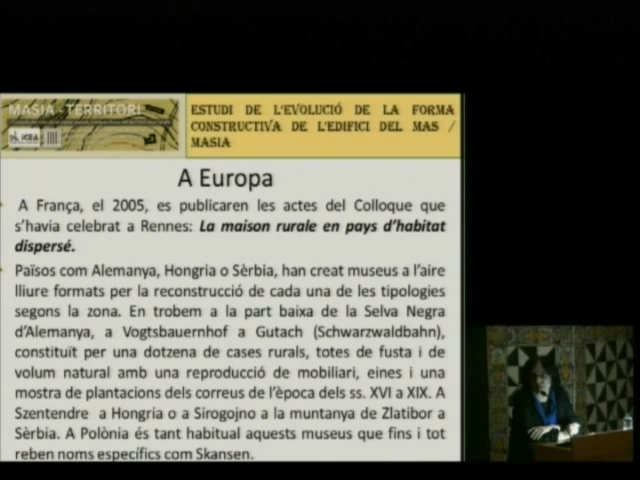 MASIA - TERRITORI
ESTUDI DE L'EVOLUCIÓ DE LA FORMA
CONSTRUCTIVA DE L'EDIFICI DEL MAS /
MASIA
A Europa
A França, el 2005, es publicaren les actes del Colloque que
s'havia celebrat a Rennes: La maison rurale en pays d'habitat
dispersé.
Països com Alemanya, Hongria o Sèrbia, han creat museus a l'aire
lliure formats per la reconstrucció de cada una de les tipologies
segons la zona. En trobem a la part baixa de la Selva Negra
d'Alemanya, a Vogtsbauernhof a Gutach (Schwarzwaldbahn),
constituït per una dotzena de cases rurals, totes de fusta i de
volum natural amb una reproducció de mobiliari, eines i una
mostra de plantacions dels correus de l'època dels ss. XVI a XIX. A
Szentendre a Hongria o a Sirogojno a la muntanya de Zlatibor a
Sèrbia. A Polònia és tant habitual aquests museus que fins i tot
reben noms específics com Skansen.